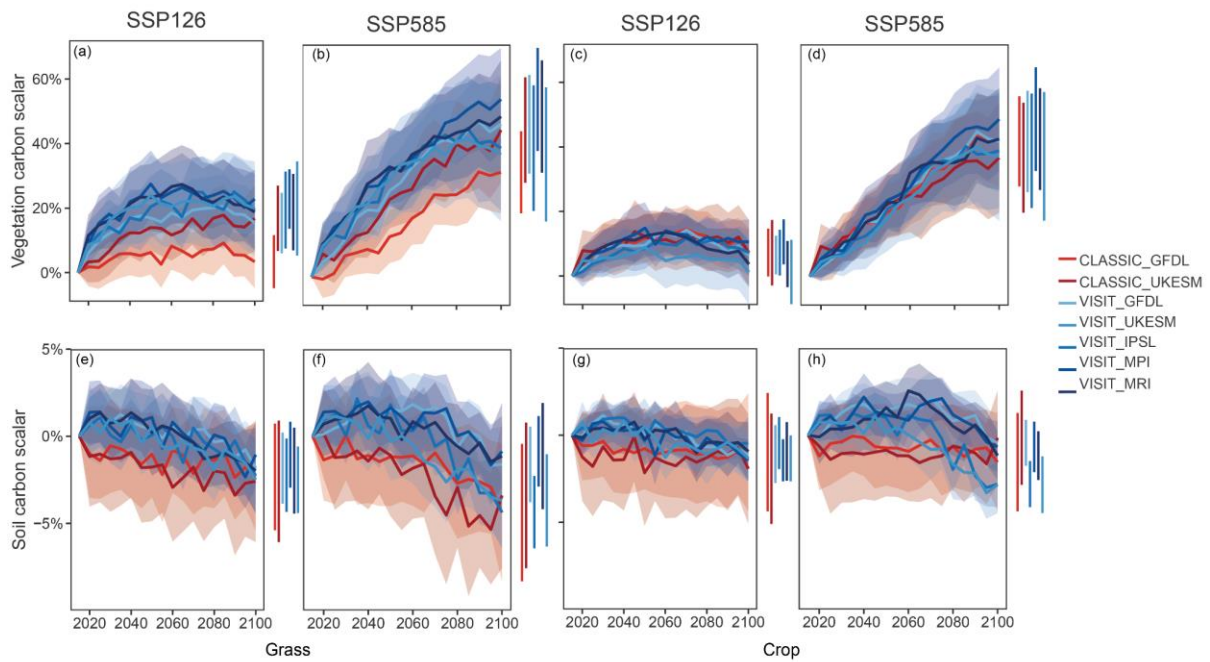 SSP126 SSP585 SSP126 SSP585
(a) (b) (c) (d)
Vegetation carbon scalar
60%
40%
20%
0%
CLASSIC_GFDL
CLASSIC_UKESM
VISIT_GFDL
VISIT_UKESM
VISIT_IPSL
VISIT_MPI
VISIT_MRI
(e) (f) (g) (h)
Soil carbon scalar
5%
0%
−5%
2020 2040 2060 2080 2100 2020 2040 2060 2080 2100 2020 2040 2060 2080 2100 2020 2040 2060 2080 2100
Grass Crop